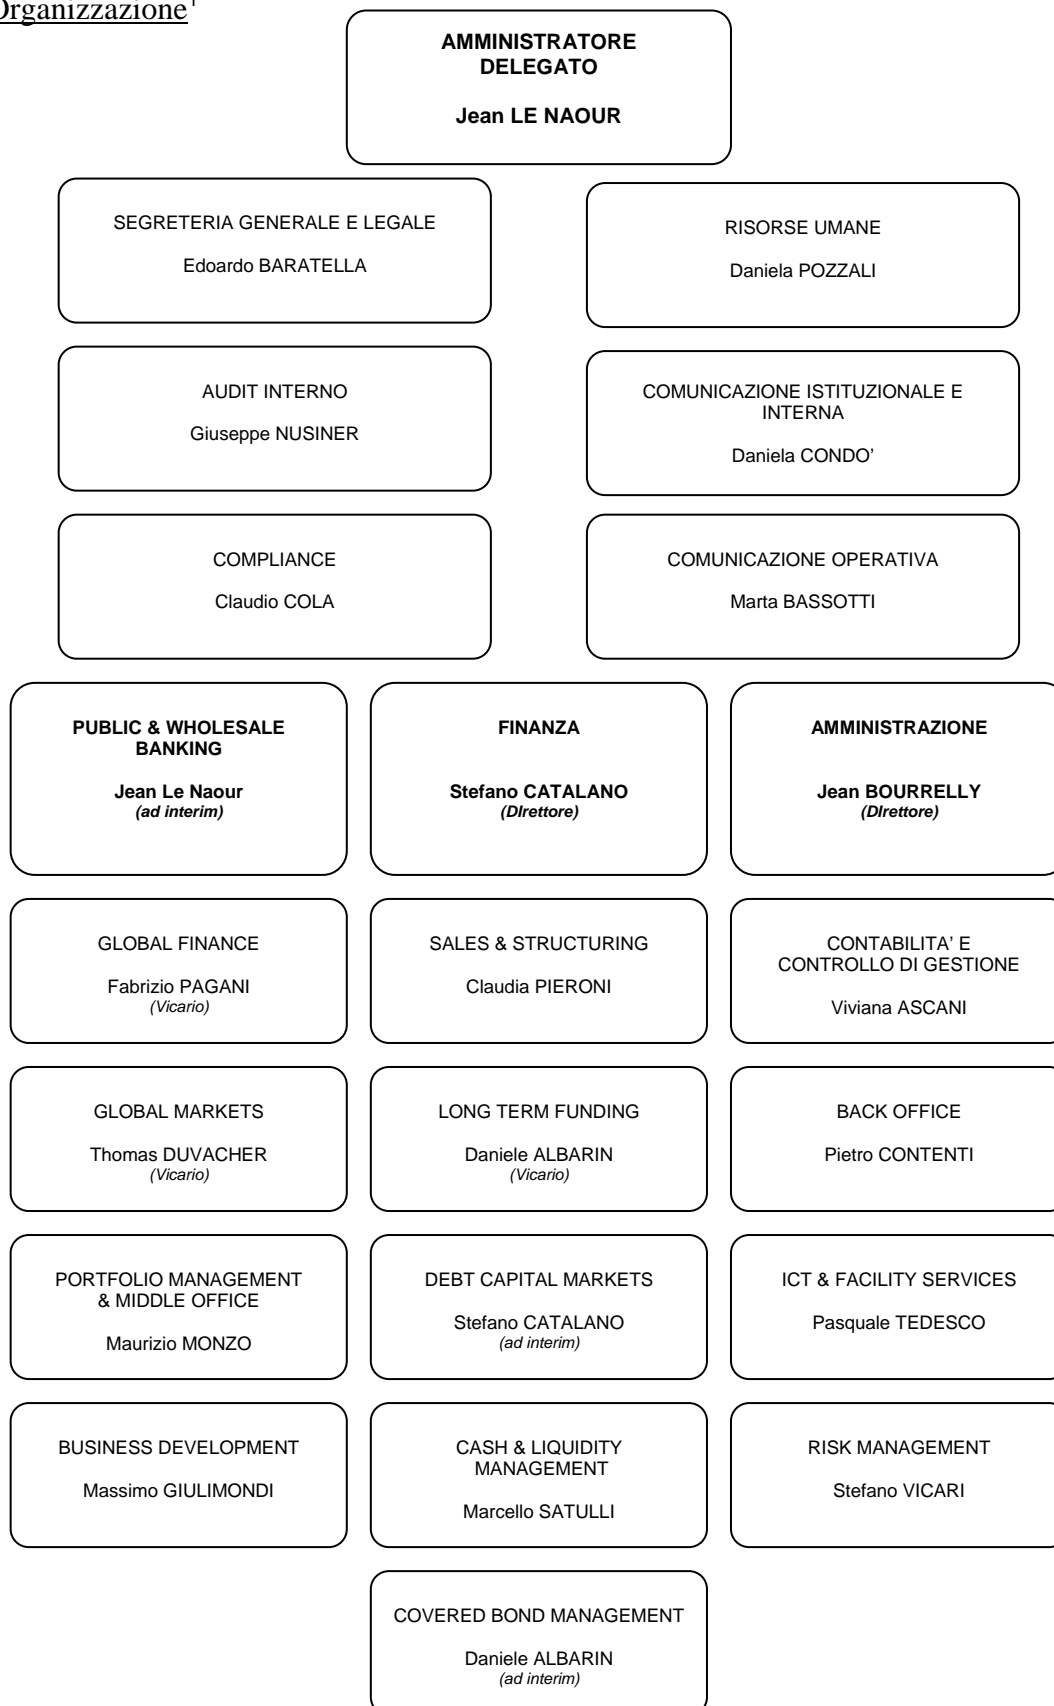 Organizzazione1
AMMINISTRATORE
DELEGATO
Jean LE NAOUR
SEGRETERIA GENERALE E LEGALE
Edoardo BARATELLA
RISORSE UMANE
Daniela POZZALI
AUDIT INTERNO
Giuseppe NUSINER
COMUNICAZIONE ISTITUZIONALE E
INTERNA
Daniela CONDO’
COMPLIANCE
Claudio COLA
COMUNICAZIONE OPERATIVA
Marta BASSOTTI
PUBLIC & WHOLESALE
BANKING
Jean Le Naour
(ad interim)
FINANZA
Stefano CATALANO
(DIrettore)
AMMINISTRAZIONE
Jean BOURRELLY
(DIrettore)
GLOBAL FINANCE
Fabrizio PAGANI
(Vicario)
SALES & STRUCTURING
Claudia PIERONI
CONTABILITA’ E
CONTROLLO DI GESTIONE
Viviana ASCANI
GLOBAL MARKETS
Thomas DUVACHER
(Vicario)
LONG TERM FUNDING
Daniele ALBARIN
(Vicario)
BACK OFFICE
Pietro CONTENTI
PORTFOLIO MANAGEMENT
& MIDDLE OFFICE
Maurizio MONZO
DEBT CAPITAL MARKETS
Stefano CATALANO
(ad interim)
ICT & FACILITY SERVICES
Pasquale TEDESCO
BUSINESS DEVELOPMENT
Massimo GIULIMONDI
CASH & LIQUIDITY
MANAGEMENT
Marcello SATULLI
RISK MANAGEMENT
Stefano VICARI
COVERED BOND MANAGEMENT
Daniele ALBARIN
(ad interim)